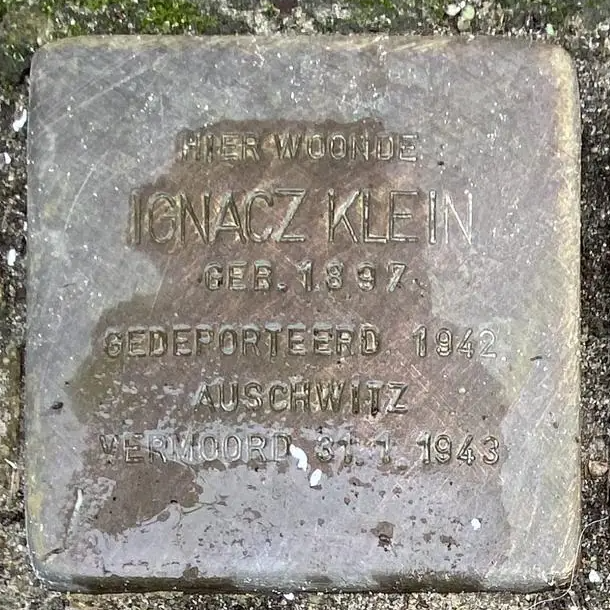 HIER WOONDE
IGNACZ KLEIN
GEB. 1897
GEDEPORTEERD 1942
AUSCHWITZ
VERMOORD 31.1.1943